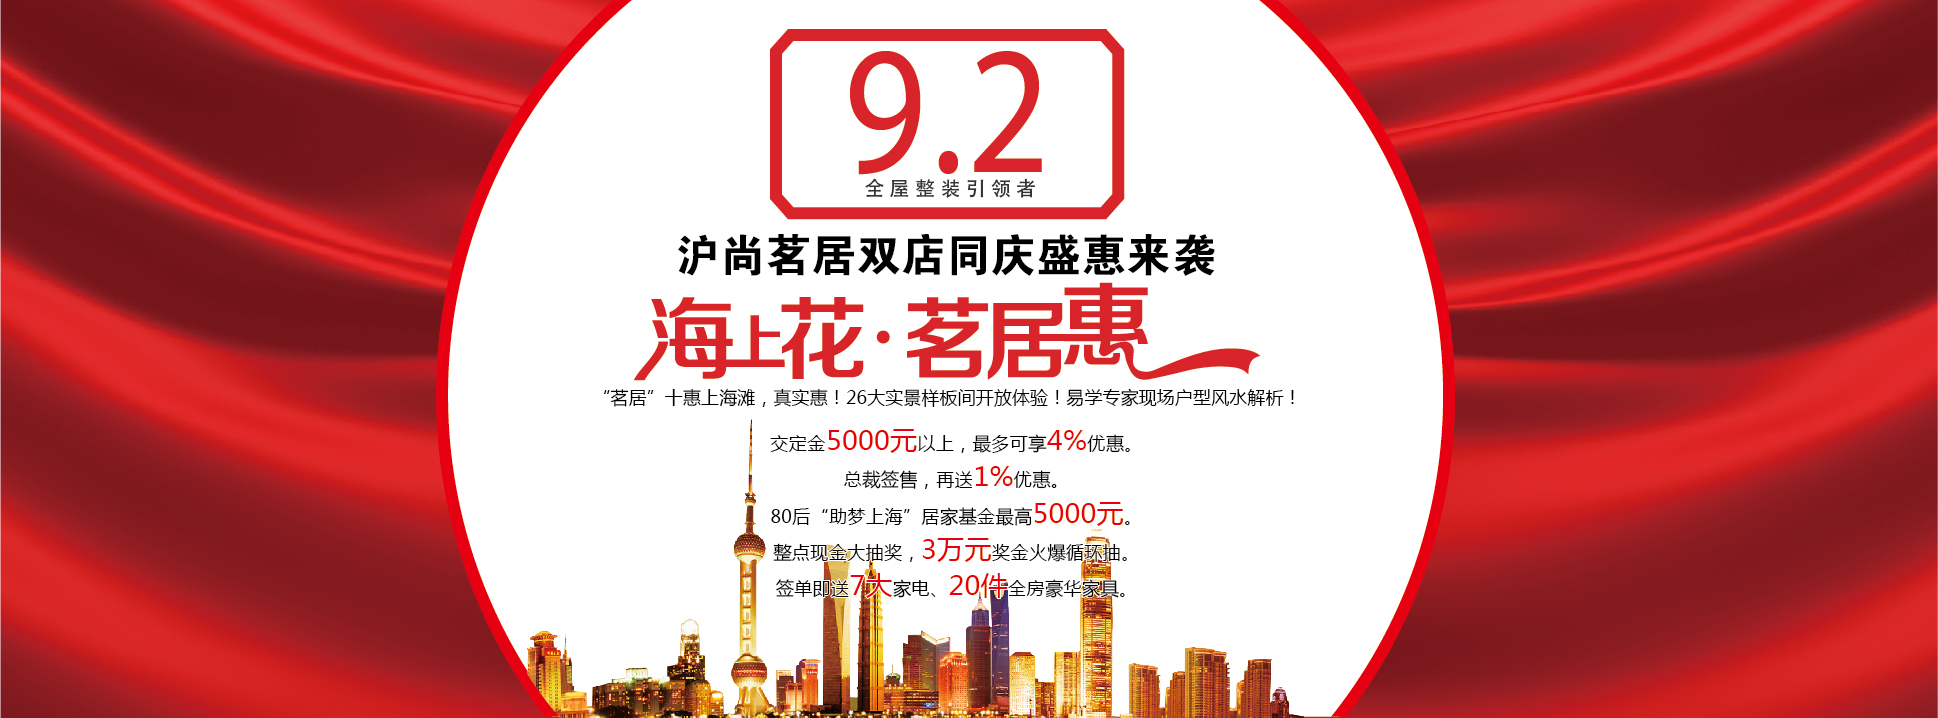 9.2
全屋整装引领者
沪尚茗居双店同庆盛惠来袭
海上花·茗居惠
“茗居”十惠上海滩，真实惠！26大实景样板间开放体验！易学专家现场户型风水解析！
交定金5000元以上，最多可享4%优惠。
总裁签售，再送1%优惠。
80后“助梦上海”居家基金最高5000元。
整点现金大抽奖，3万元奖金火爆循环抽。
签单即送7大家电、20件全房豪华家具。